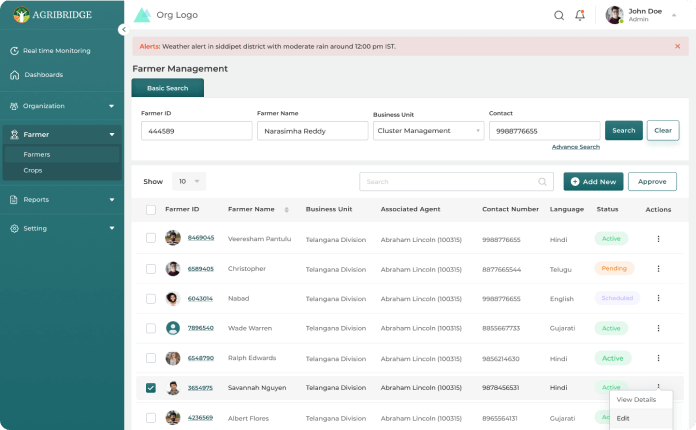 AGRIBRIDGE
Org Logo
John Doe
Admin
Real time Monitoring
Dashboards
Organization
Farmer
Farmers
Crops
Reports
Setting
Alerts: Weather alert in siddipet district with moderate rain around 12:00 pm IST.
Farmer Management
Basic Search
Farmer ID Farmer Name Business Unit Contact
444589 Narasimha Reddy Cluster Management 9988776655 Search Clear
Advance Search
Show 10 Search Add New Approve
Farmer ID Farmer Name Business Unit Associated Agent Contact Number Language Status Actions
8469045 Veeresham Pantulu Telangana Division Abraham Lincoln (100315) 9988776655 Hindi Active
6589405 Christopher Telangana Division Abraham Lincoln (100315) 8877665544 Telugu Pending
6043014 Nabad Telangana Division Abraham Lincoln (100315) 9988776655 English Scheduled
7896540 Wade Warren Telangana Division Abraham Lincoln (100315) 8855667733 Gujarati Active
6548790 Ralph Edwards Telangana Division Abraham Lincoln (100315) 9856214630 Hindi Active
3654975 Savannah Nguyen Telangana Division Abraham Lincoln (100315) 9878456531 Hindi Active
View Details
4236569 Albert Flores Telangana Division Abraham Lincoln (100315) 8965564131 Gujarati Edit